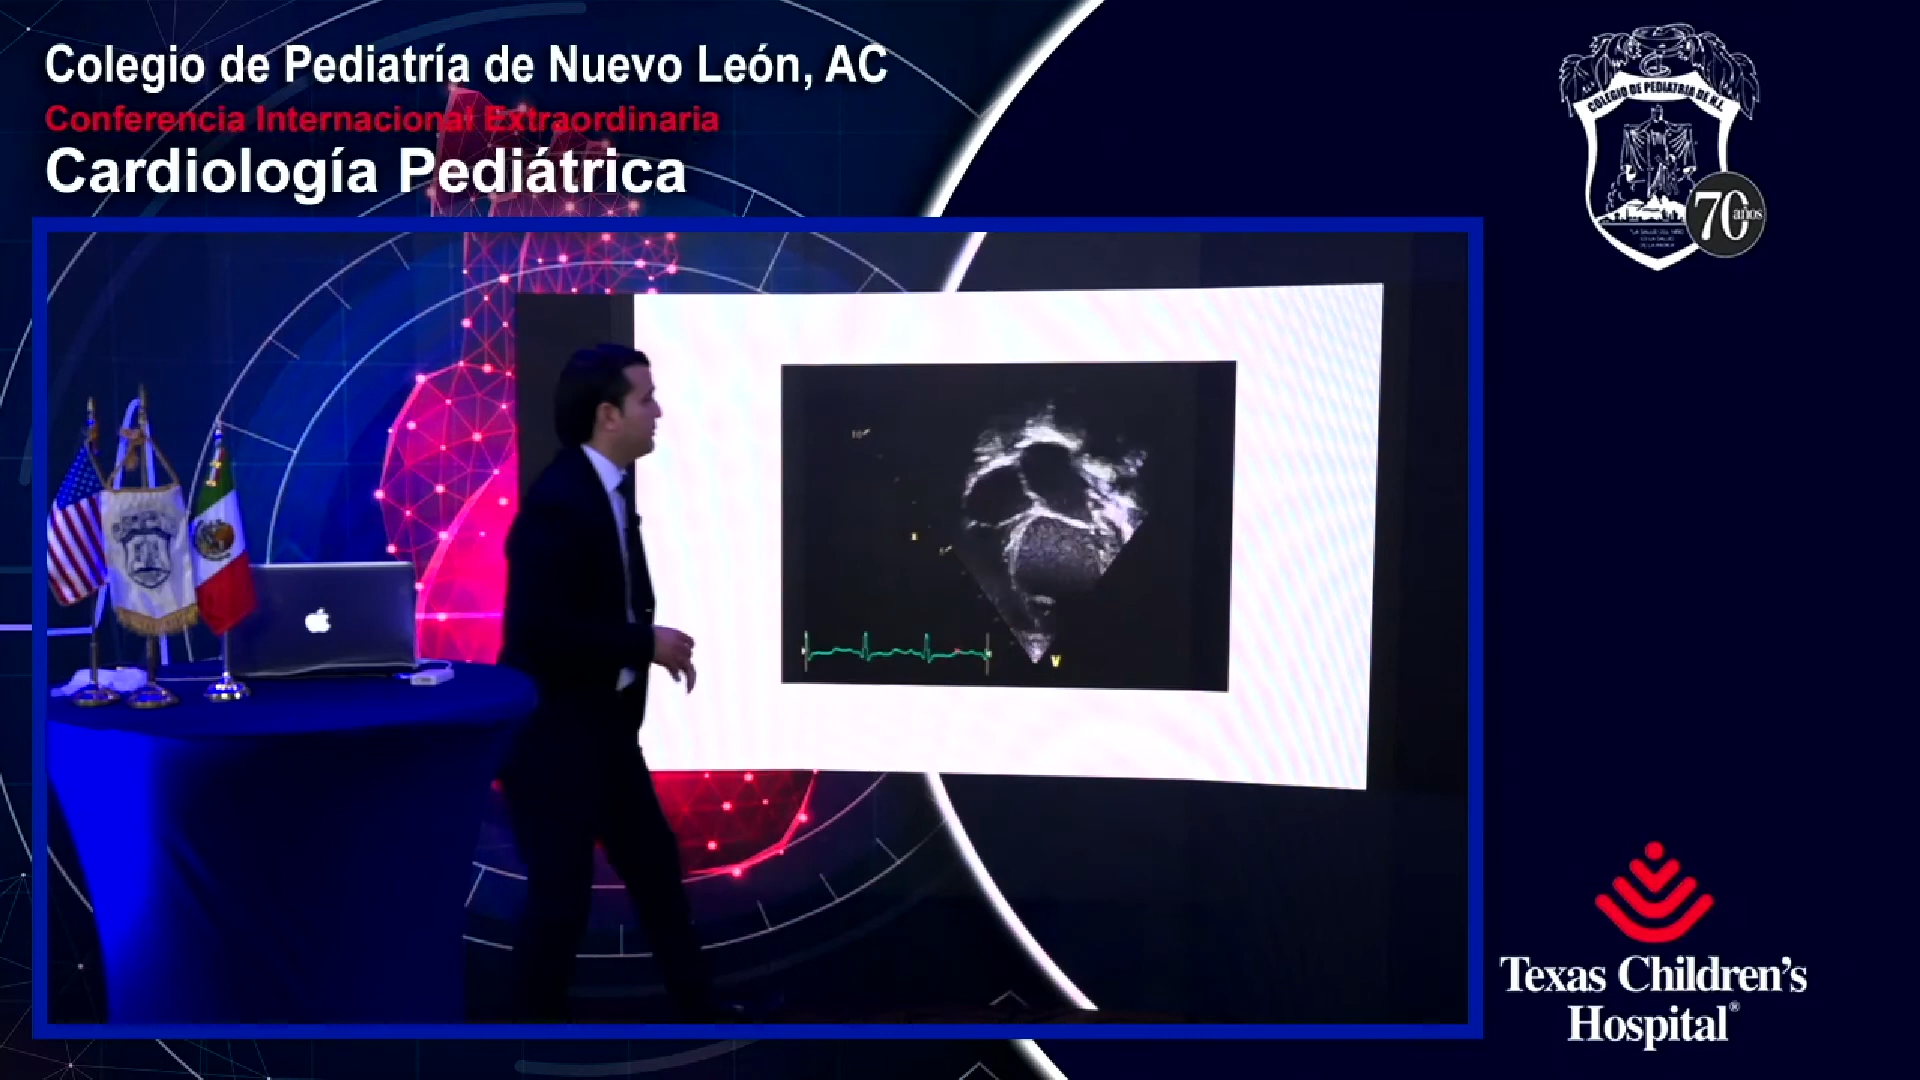 Colegio de Pediatría de Nuevo León, AC
Conferencia Internacional Extraordinaria
Cardiología Pediátrica
COLEGIO DE PEDIATRIA DE N.L.
70 años
V
Texas Children's
Hospital®